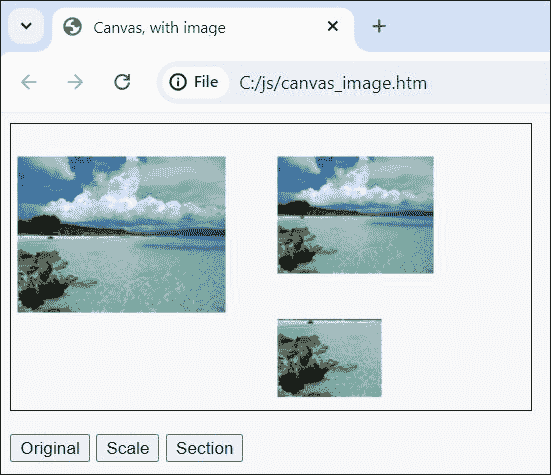 Canvas, with image
File C:/js/canvas_image.htm
Original Scale Section